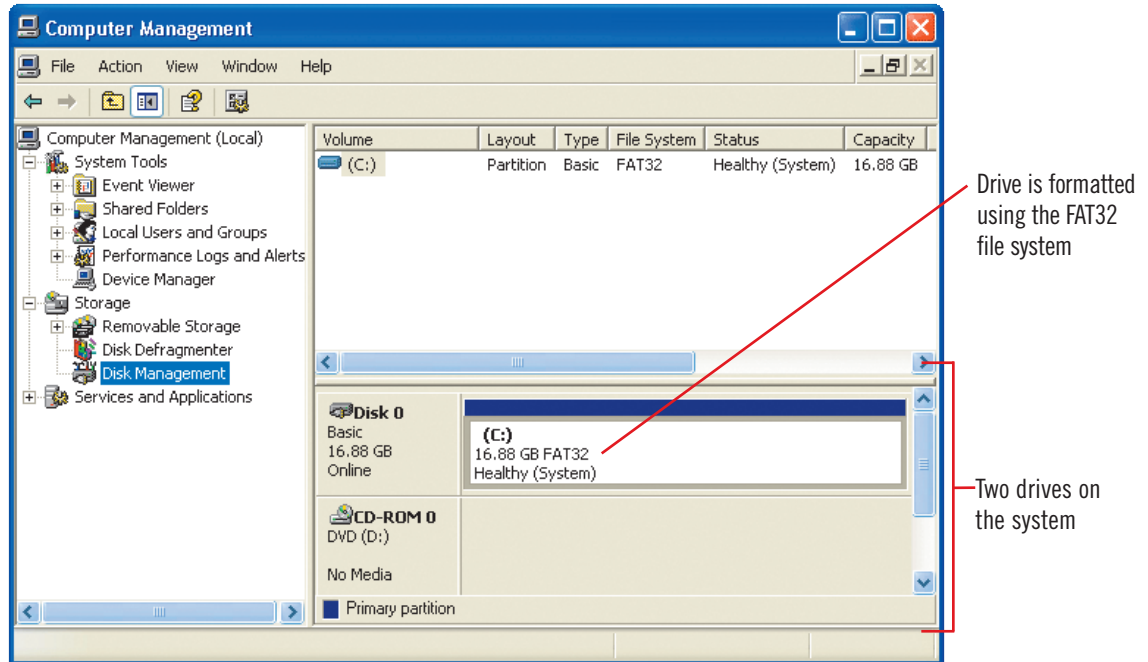 Computer Management
File Action View Window Help
Computer Management (Local)
System Tools
Event Viewer
Shared Folders
Local Users and Groups
Performance Logs and Alerts
Device Manager
Storage
Removable Storage
Disk Defragmenter
Disk Management
Services and Applications
Volume Layout Type File System Status Capacity
(C:) Partition Basic FAT32 Healthy (System) 16.88 GB
Disk 0
Basic
16.88 GB
Online
(C:)
16.88 GB FAT32
Healthy (System)
CD-ROM 0
DVD (D:)
No Media
Primary partition
Drive is formatted
using the FAT32
file system
Two drives on
the system